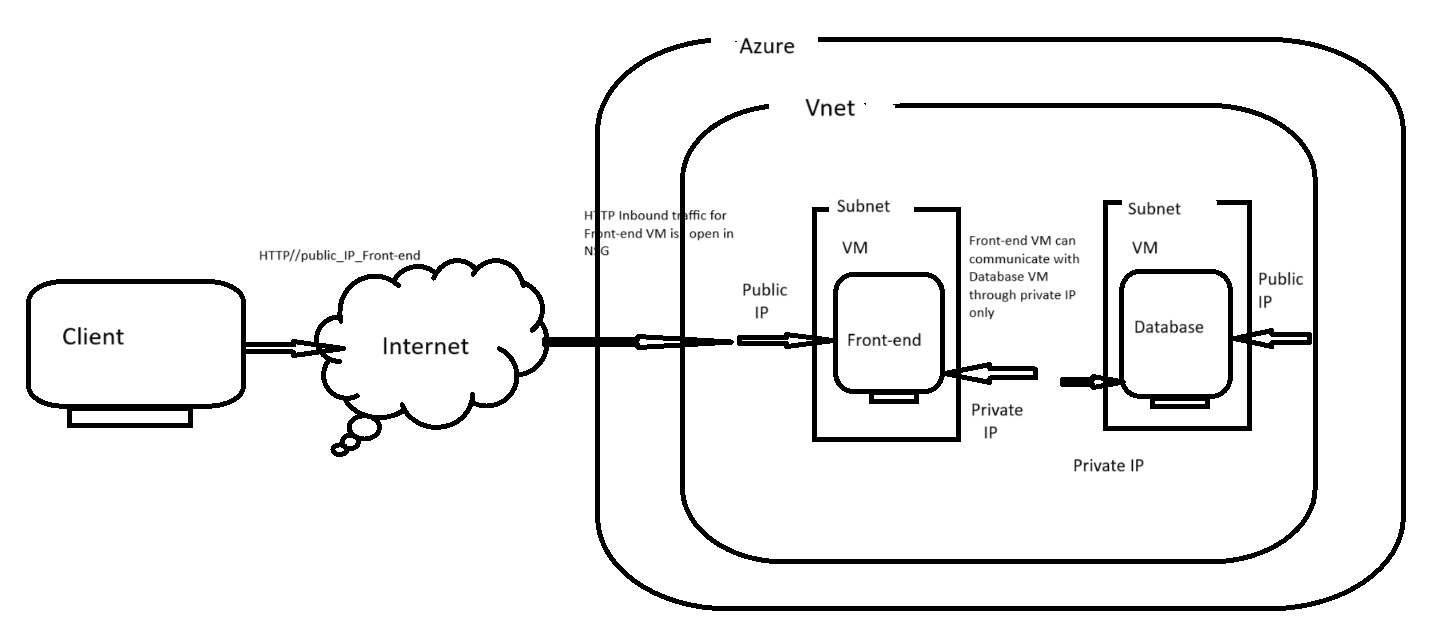 Azure
Vnet
Subnet
Subnet
HTTP Inbound traffic for
Front-end VM is open in
NSG
VM
VM
Front-end VM can
communicate with
Database VM
through private IP
only
HTTP//public_IP_Front-end
Public
IP
Public
IP
Client
Internet
Front-end
Database
Private
IP
Private IP